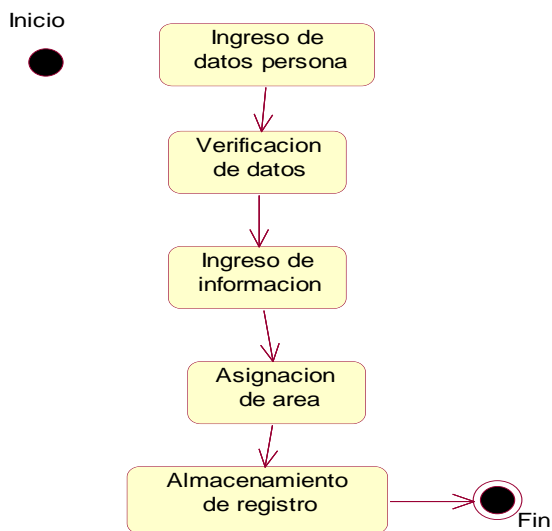 Inicio
Ingreso de
datos persona
Verificacion
de datos
Ingreso de
informacion
Asignacion
de area
Almacenamiento
de registro
Fin